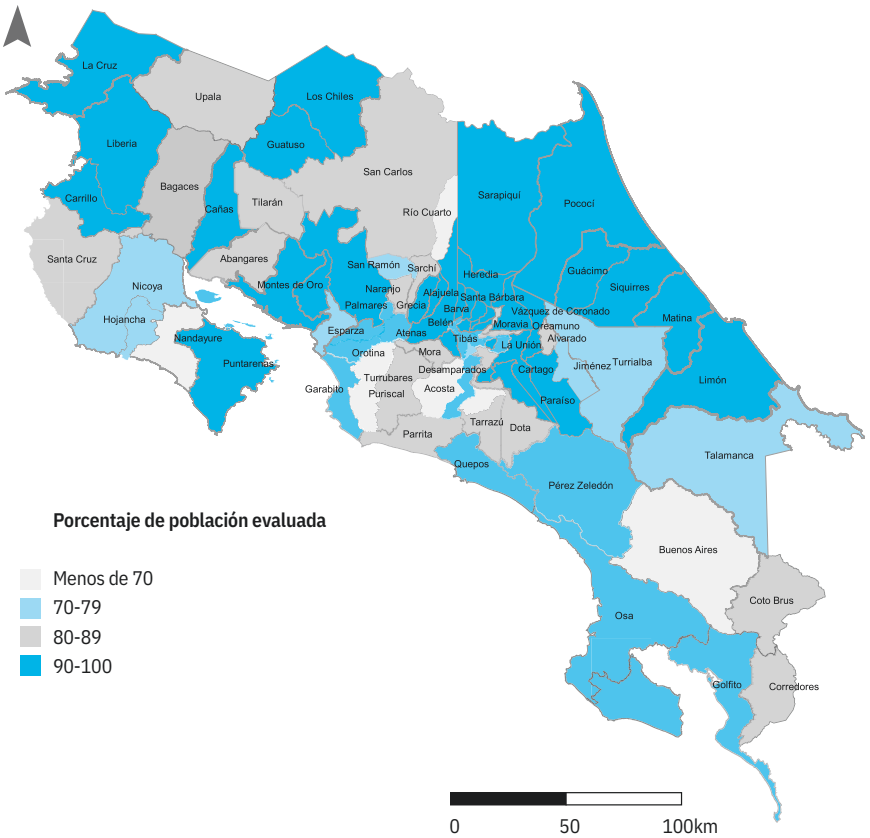 La Cruz
Upala
Los Chiles
Liberia
Guatuso
San Carlos
Bagaces
Carrillo
Cañas
Tilarán
Sarapiquí
Río Cuarto
Pococí
Santa Cruz
Abangares
San Ramón
Sarchí
Heredia
Guácimo
Nicoya
Montes de Oro
Naranjo
Alajuela
Santa Bárbara
Siquirres
Palmares
Grecia
Barva
Vázquez de Coronado
Hojancha
Esparza
Atenas
Belén
Moravia
Oreamuno
Matina
Nandayure
Tibás
La Unión
Alvarado
Orotina
Mora
Puntarenas
Turrubares
Desamparados
Cartago
Jiménez
Turrialba
Limón
Garabito
Puriscal
Acosta
Paraíso
Parrita
Tarrazú
Dota
Talamanca
Quepos
Pérez Zeledón
Porcentaje de población evaluada
Menos de 70
70-79
80-89
90-100
Buenos Aires
Coto Brus
Osa
Golfito
Corredores
0 50 100km